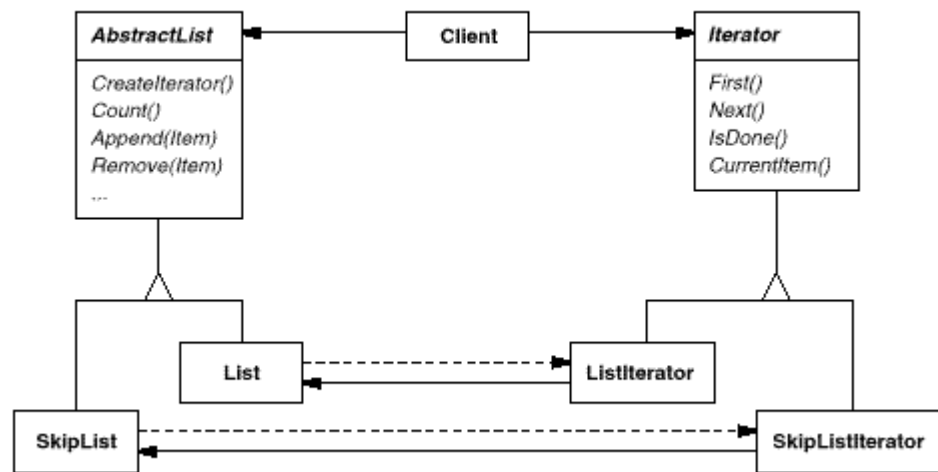 AbstractList
CreateIterator()
Count()
Append(Item)
Remove(Item)
...
Client
Iterator
First()
Next()
IsDone()
CurrentItem()
List
ListIterator
SkipList
SkipListIterator